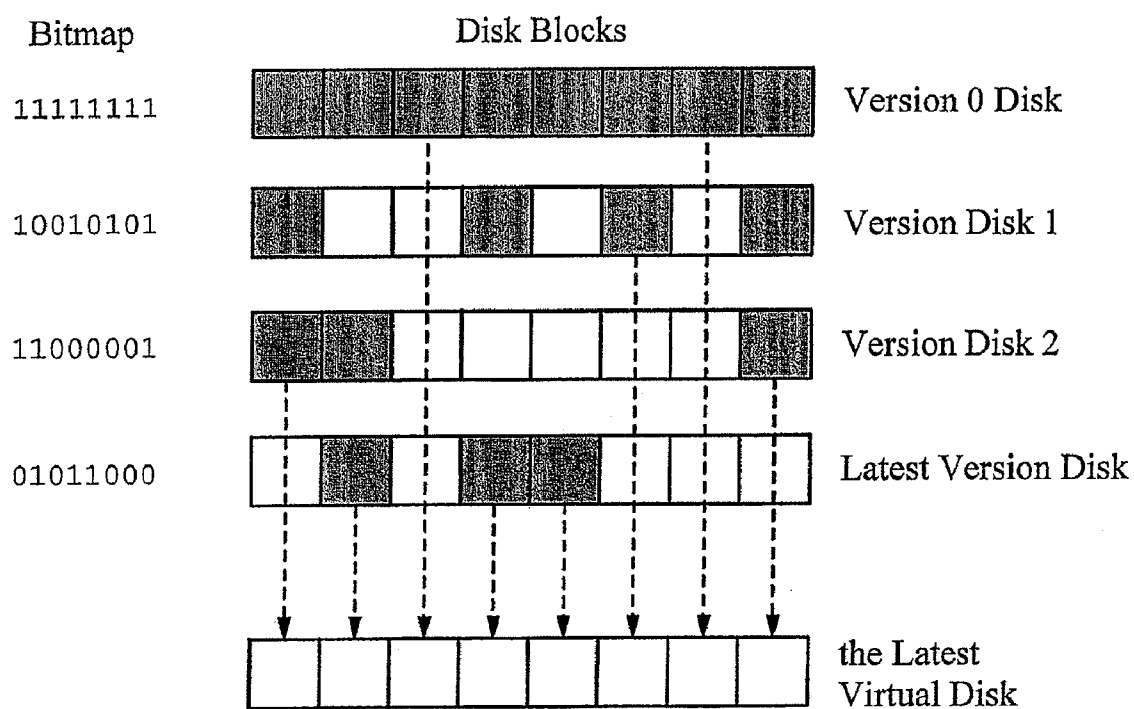 Bitmap
Disk Blocks
11111111
Version 0 Disk
10010101
Version Disk 1
11000001
Version Disk 2
01011000
Latest Version Disk
the Latest
Virtual Disk